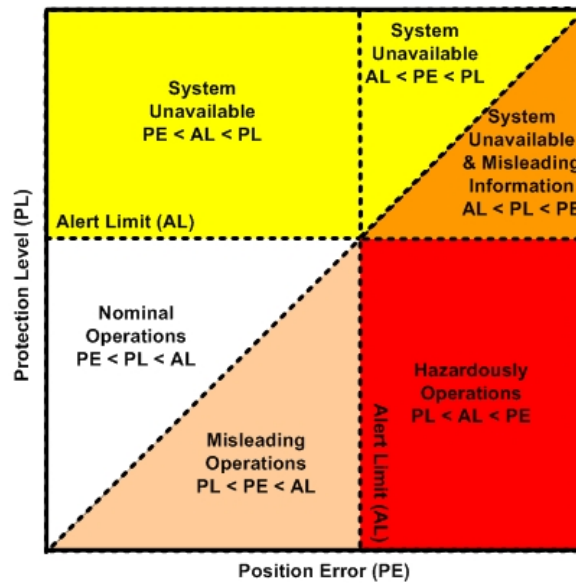 System
Unavailable
AL < PE < PL
System
Unavailable
PE < AL < PL
System
Unavailable
& Misleading
Information
AL < PL < PE
Alert Limit (AL)
Protection Level (PL)
Nominal
Operations
PE < PL < AL
Hazardously
Operations
PL < AL < PE
Misleading
Operations
PL < PE < AL
Alert Limit
(AL)
Position Error (PE)